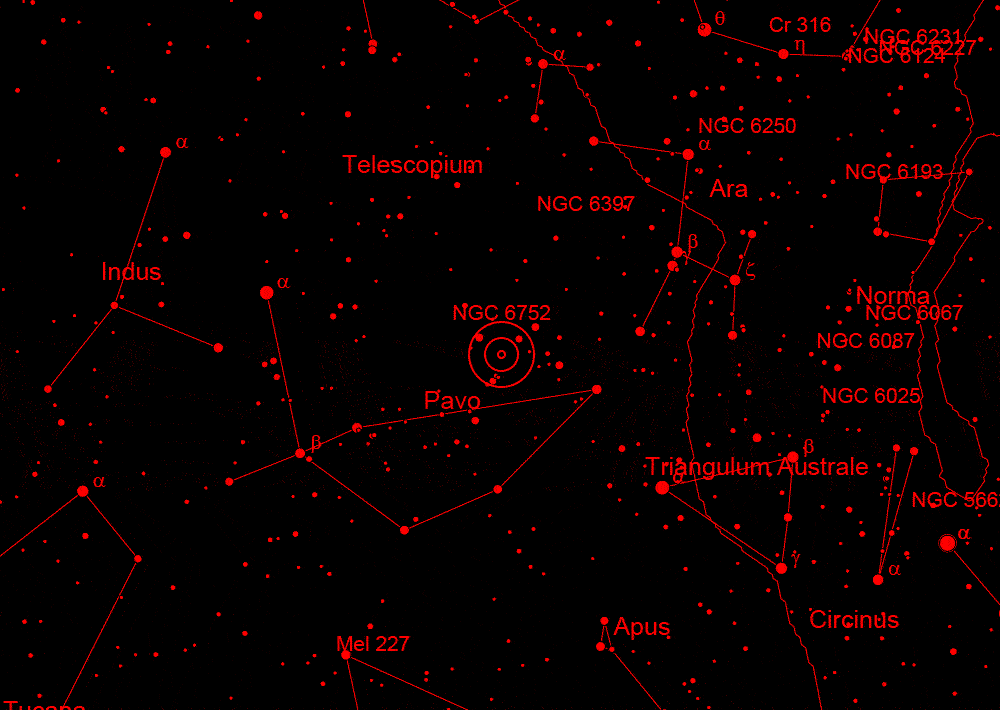 θ
Cr 316
η
NGC 6231
NGC 6227
NGC 6124
α
NGC 6250
α
α
Telescopium
NGC 6193
Ara
NGC 6397
β
ζ
Indus
α
Norma
NGC 6067
NGC 6752
NGC 6087
Pavo
NGC 6025
β
β
Triangulum Australe
α
α
NGC 566
α
γ
α
Circinus
Apus
Mel 227
Tucana